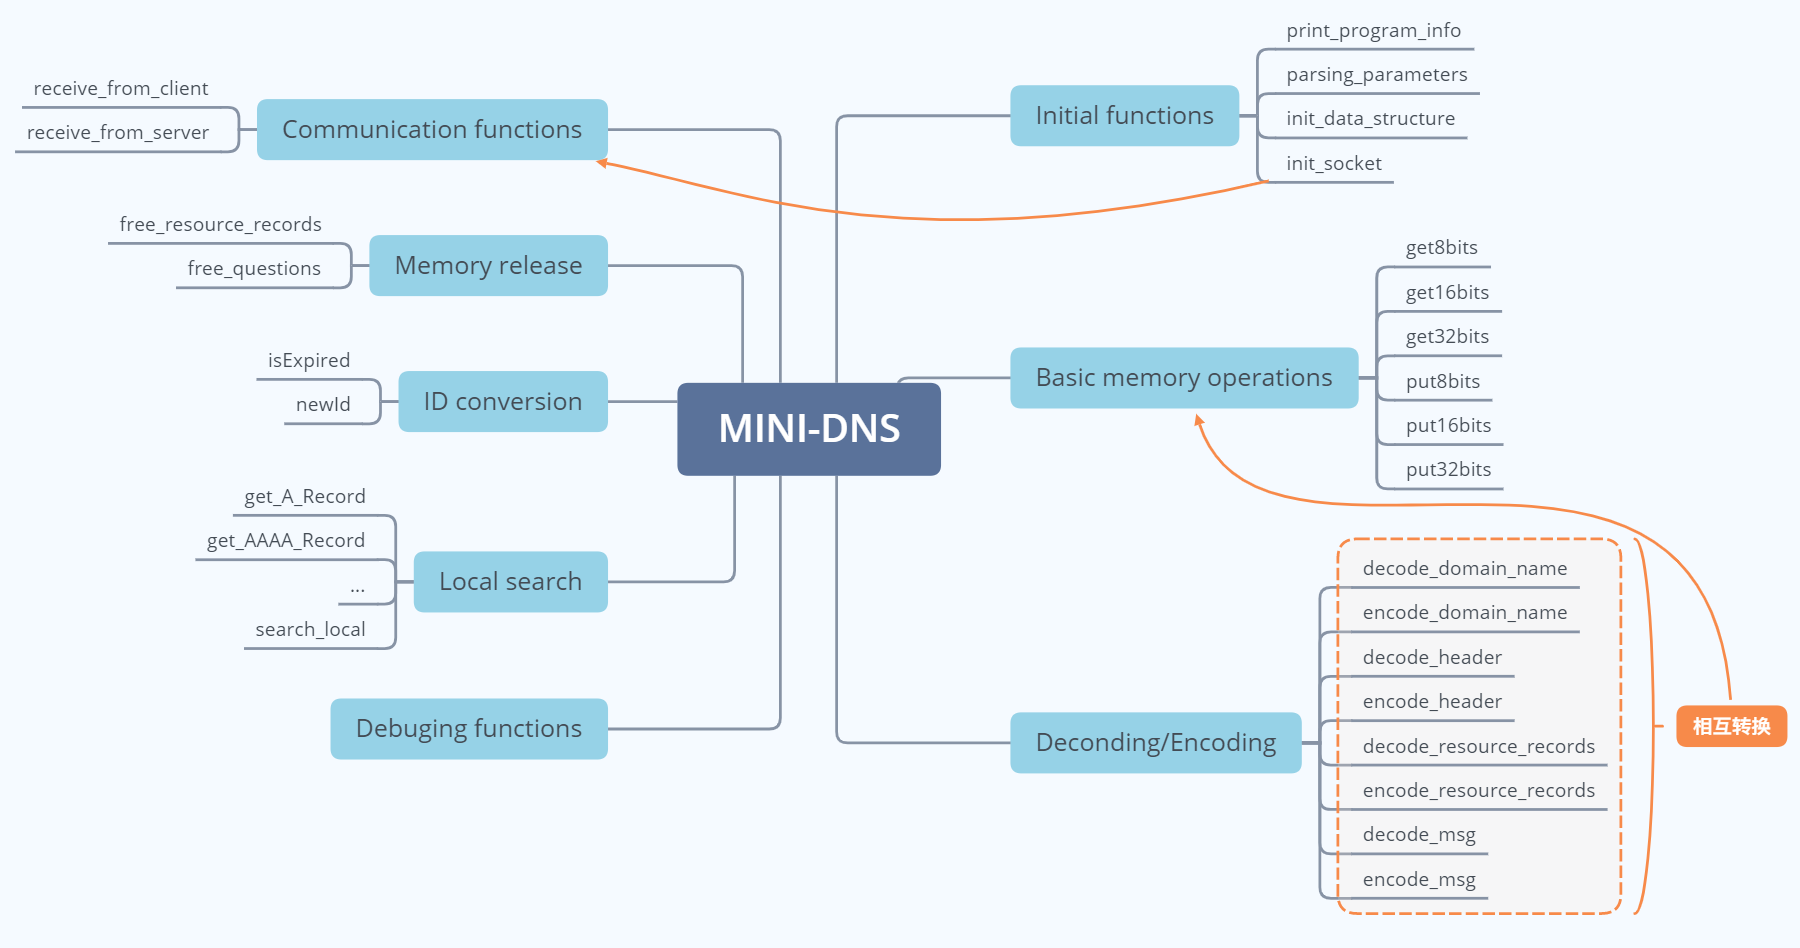 MINI-DNS
Communication functions
receive_from_client
receive_from_server
Memory release
free_resource_records
free_questions
ID conversion
isExpired
newId
Local search
get_A_Record
get_AAAA_Record
...
search_local
Debuging functions
Initial functions
print_program_info
parsing_parameters
init_data_structure
init_socket
Basic memory operations
get8bits
get16bits
get32bits
put8bits
put16bits
put32bits
Deconding/Encoding
decode_domain_name
encode_domain_name
decode_header
encode_header
decode_resource_records
encode_resource_records
decode_msg
encode_msg
相互转换